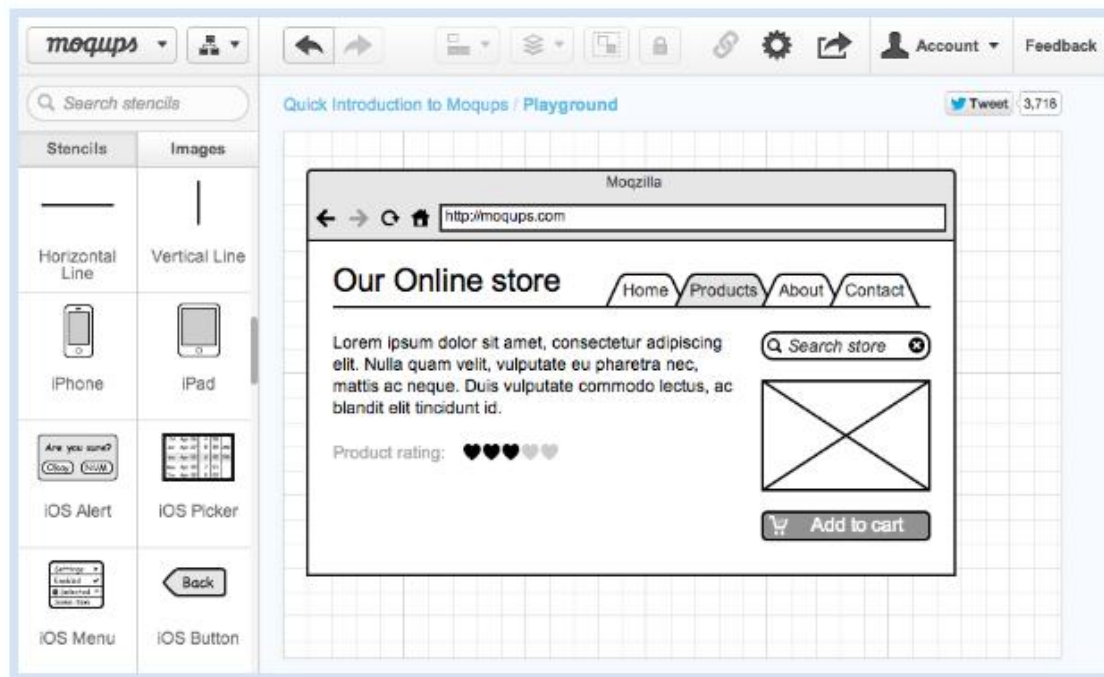 moqups
Account
Feedback
Search stencils
Quick Introduction to Moqups / Playground
Tweet
3,718
Stencils
Images
Horizontal
Line
Vertical Line
iPhone
iPad
Are you sure?
Okay
iOS Alert
iOS Picker
Settings
Enabled
Selected
iOS Menu
Back
iOS Button
Moqzilla
http://moqups.com
Our Online store
Home
Products
About
Contact
Lorem ipsum dolor sit amet, consectetur adipiscing
elit. Nulla quam velit, vulputate eu pharetra nec,
mattis ac neque. Duis vulputate commodo lectus, ac
blandit elit tincidunt id.
Product rating:
Search store
Add to cart